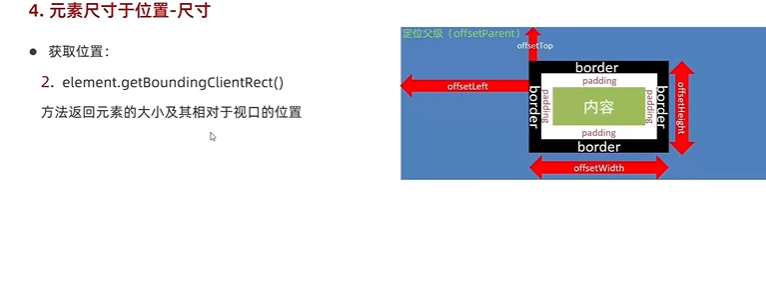 4. 元素尺寸于位置-尺寸
● 获取位置：
2. element.getBoundingClientRect()
方法返回元素的大小及其相对于视口的位置
定位父级（offsetParent）
offsetTop
border
padding
offsetLeft
border
padding
内容
padding
border
offsetHeight
padding
border
offsetWidth